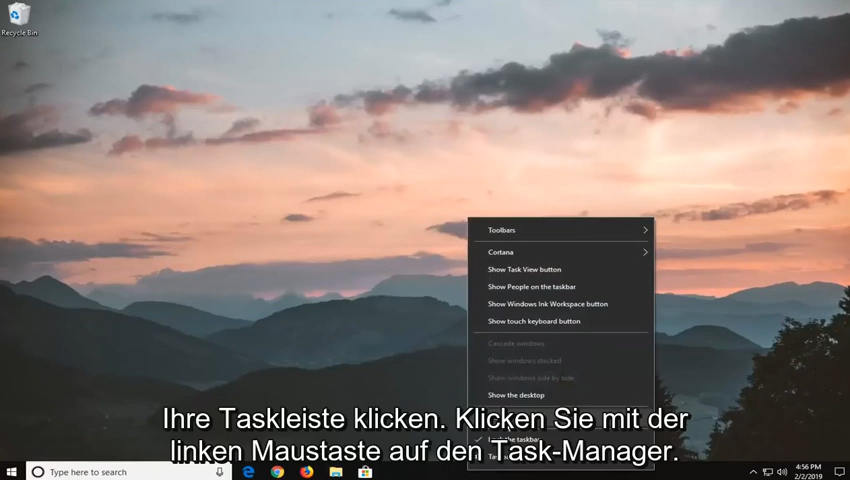 Recycle Bin
Toolbars
Cortana
Show Task View button
Show People on the taskbar
Show Windows Ink Workspace button
Show touch keyboard button
Cascade windows
Show windows stacked
Show windows side by side
Show the desktop
Ihre Taskleiste klicken. Klicken Sie mit der
the taskbar
linken Maustaste auf den Task-Manager.
Type here to search
4:56 PM
2/2/2019